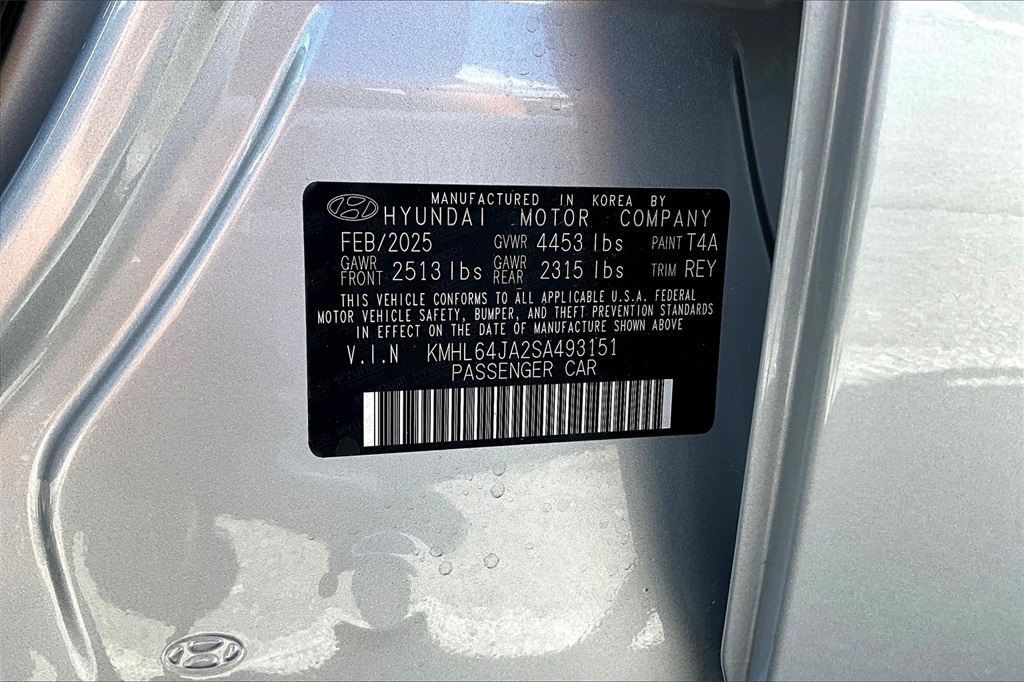 MANUFACTURED IN KOREA BY
HYUNDAI MOTOR COMPANY
FEB/2025 GVWR 4453 lbs PAINT T4A
GAWR FRONT 2513 lbs GAWR REAR 2315 lbs TRIM REY
THIS VEHICLE CONFORMS TO ALL APPLICABLE U.S.A. FEDERAL
MOTOR VEHICLE SAFETY, BUMPER, AND THEFT PREVENTION STANDARDS
IN EFFECT ON THE DATE OF MANUFACTURE SHOWN ABOVE
V.I.N KMHL64JA2SA493151
PASSENGER CAR